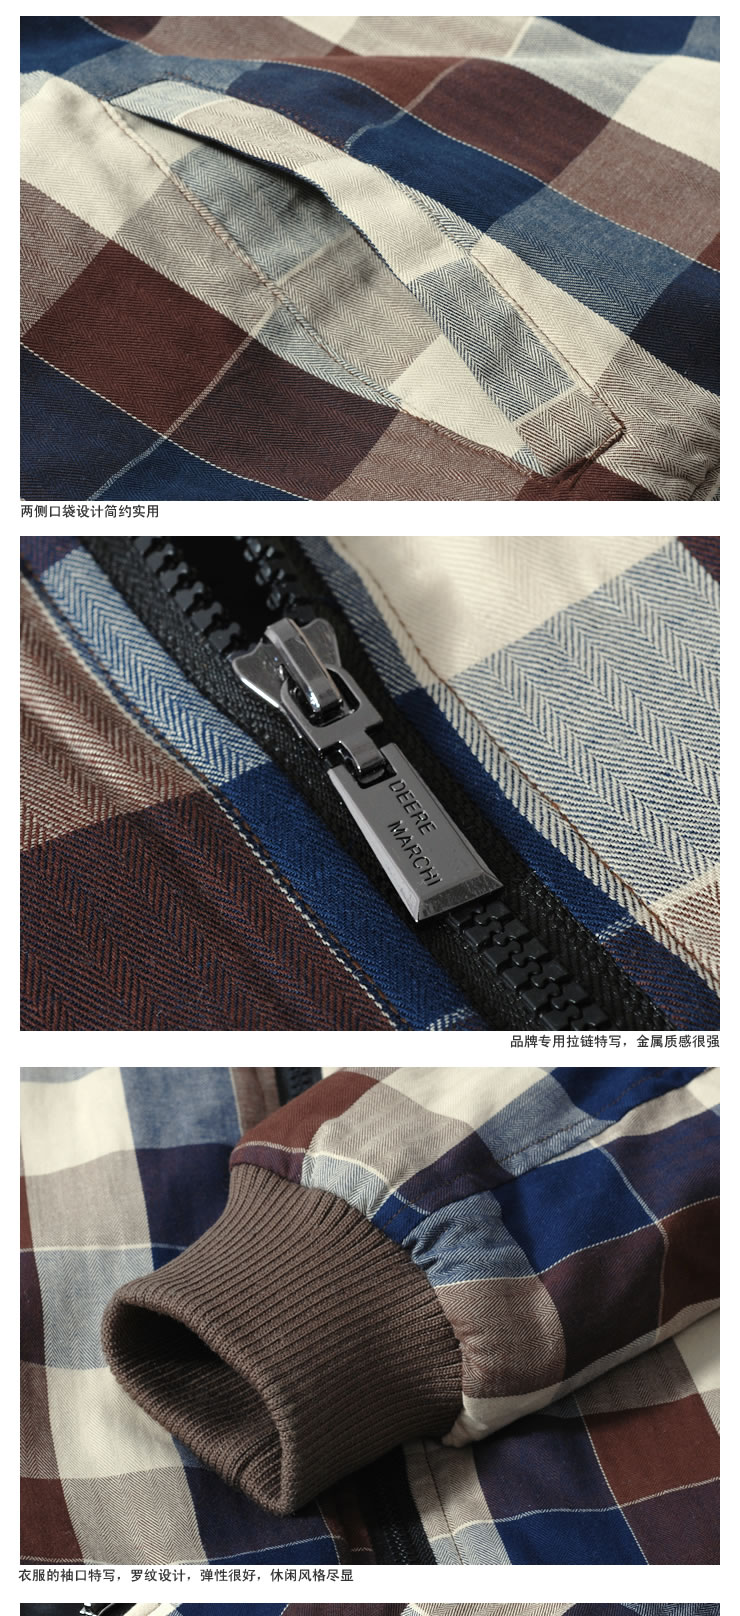 两侧口袋设计简约实用
DEERE
MARCHI
品牌专用拉链特写，金属质感很强
衣服的袖口特写，罗纹设计，弹性很好，休闲风格尽显